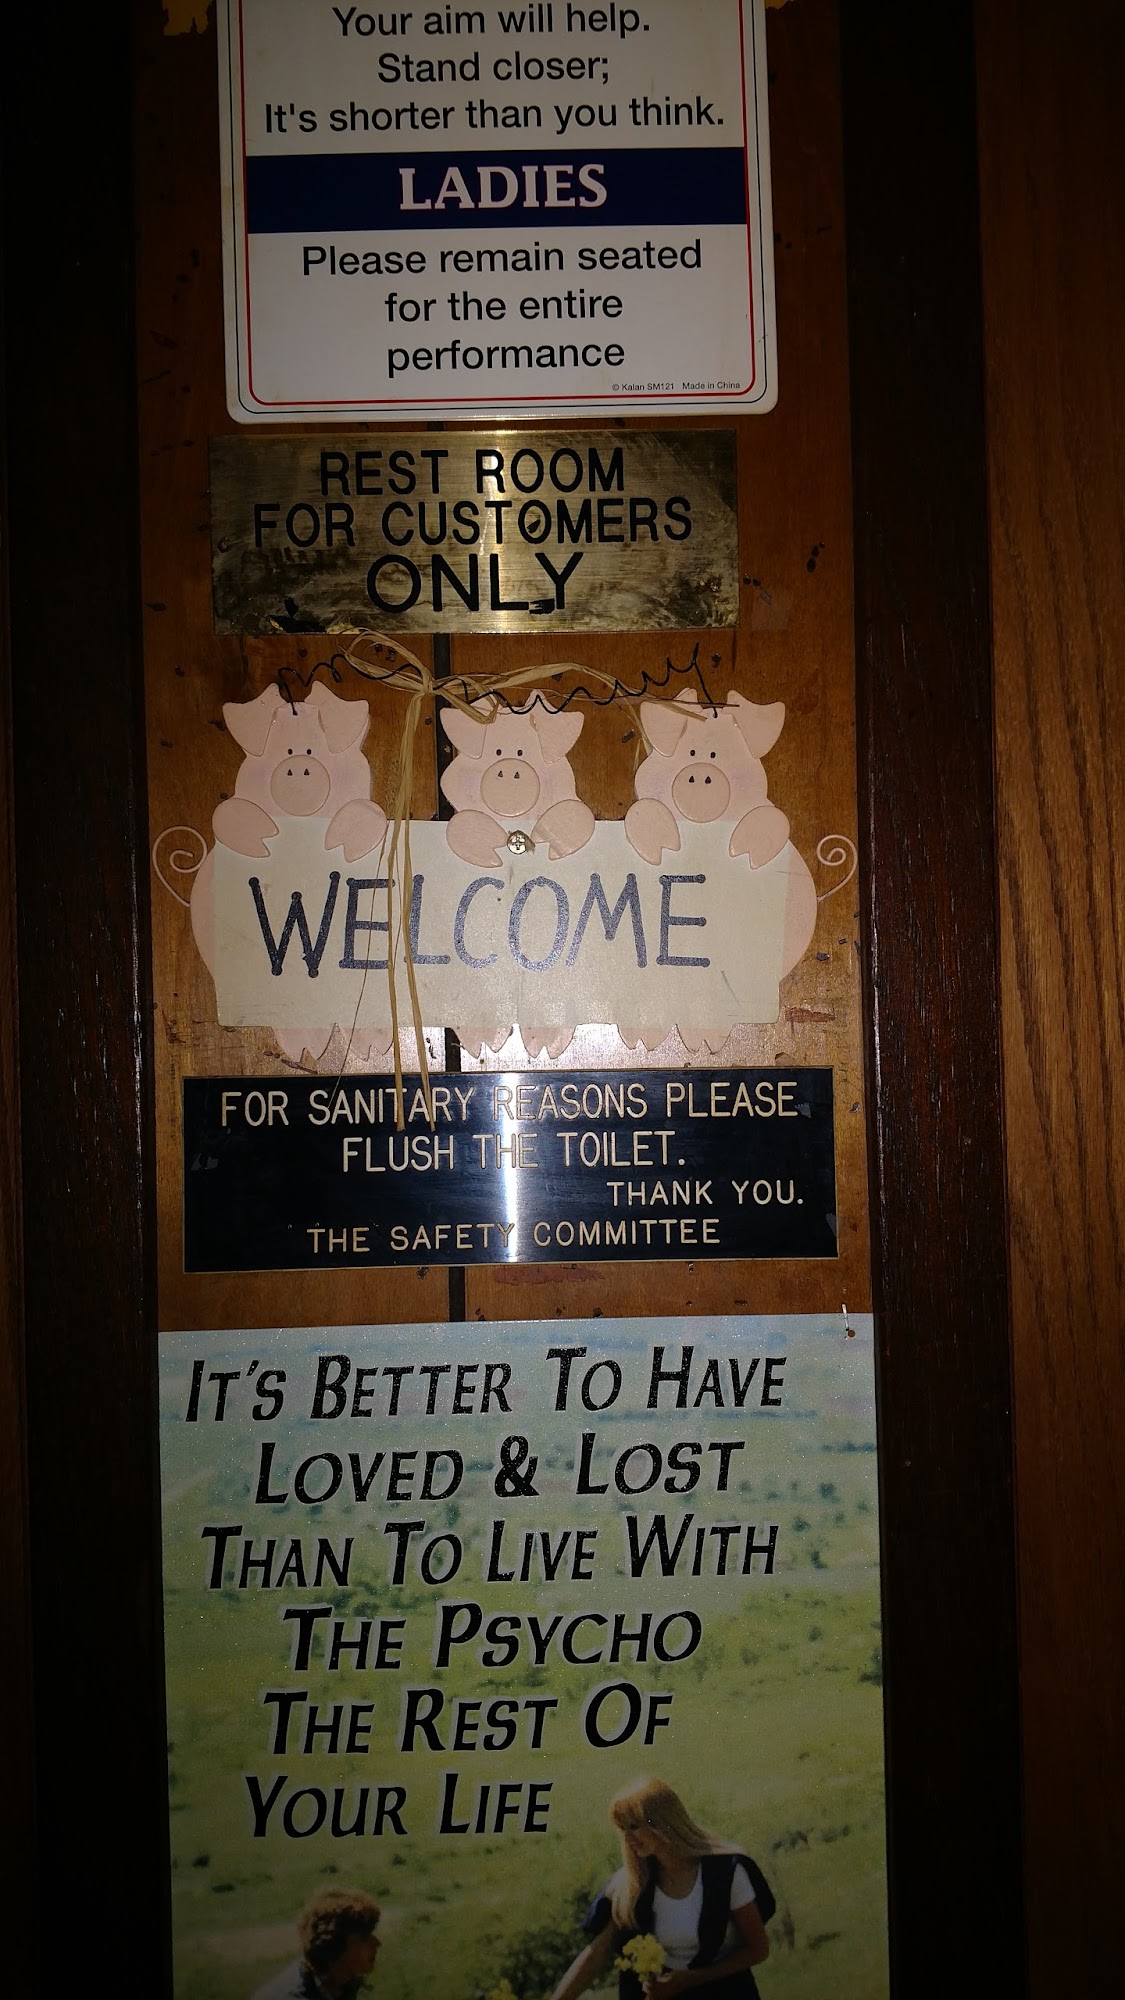 Your aim will help.
Stand closer;
It's shorter than you think.
LADIES
Please remain seated
for the entire
performance
© Kalan SM121 Made in China
REST ROOM
FOR CUSTOMERS
ONLY
WELCOME
FOR SANITARY REASONS PLEASE
FLUSH THE TOILET.
THANK YOU.
THE SAFETY COMMITTEE
IT'S BETTER TO HAVE
LOVED & LOST
THAN TO LIVE WITH
THE PSYCHO
THE REST OF
YOUR LIFE